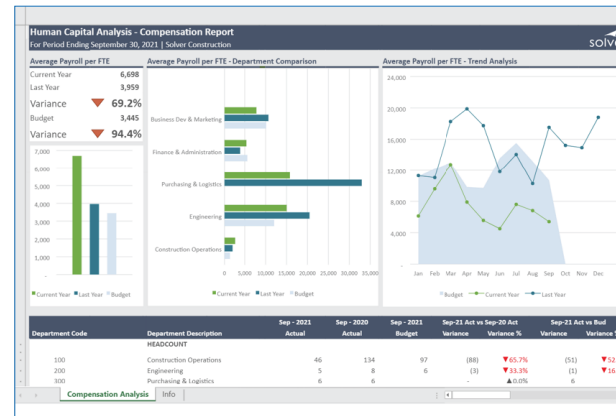 Human Capital Analysis - Compensation Report
For Period Ending September 30, 2021 | Solver Construction
solve
Average Payroll per FTE
Current Year 6,698
Last Year 3,959
Variance ▼ 69.2%
Budget 3,445
Variance ▼ 94.4%
7,000
6,000
5,000
4,000
3,000
2,000
1,000
-
Current Year Last Year Budget
Average Payroll per FTE - Department Comparison
Business Dev & Marketing
Finance & Administration
Purchasing & Logistics
Engineering
Construction Operations
0 5,000 10,000 15,000 20,000 25,000 30,000 35,000
Current Year Last Year Budget
Average Payroll per FTE - Trend Analysis
24,000
20,000
16,000
12,000
8,000
4,000
-
Jan Feb Mar Apr May Jun Jul Aug Sep Oct Nov Dec
Budget Current Year Last Year
Sep - 2021 Sep - 2020 Sep - 2021 Sep-21 Act vs Sep-20 Act Sep-21 Act vs Bud
Department Code Department Description Actual Actual Budget Variance Variance % Variance Variance %
HEADCOUNT
100 Construction Operations 46 134 97 (88) ▼65.7% (51) ▼52.
200 Engineering 5 8 6 (3) ▼33.3% (1) ▼16.
300 Purchasing & Logistics 6 6 - ▲0.0% 6
Compensation Analysis Info